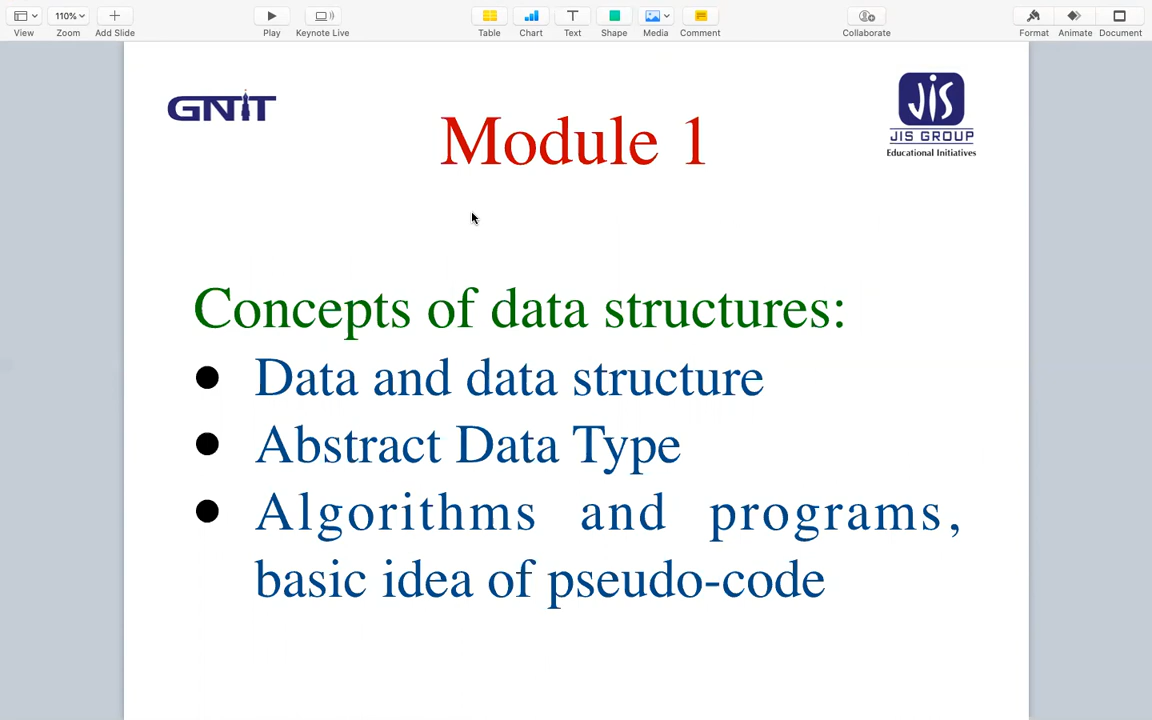 110%
View
Zoom
Add Slide
Play
Keynote Live
Table
Chart
Text
Shape
Media
Comment
Collaborate
Format
Animate
Document
GNIT
JIS
JIS GROUP
Educational Initiatives
Module 1
Concepts of data structures:
● Data and data structure
● Abstract Data Type
● Algorithms and programs,
basic idea of pseudo-code